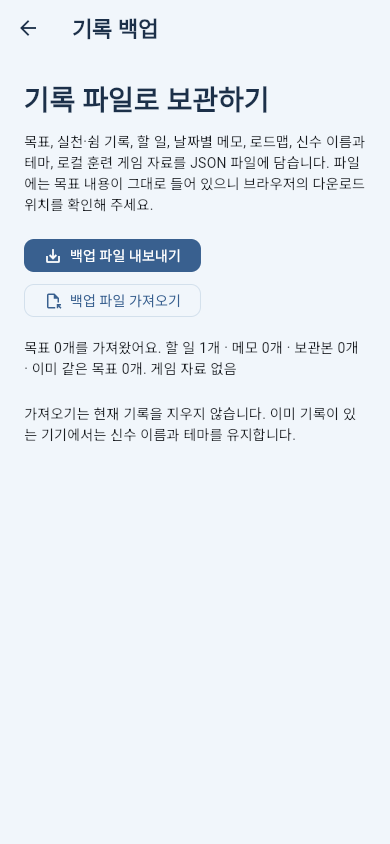 기록 백업
기록 파일로 보관하기
목표, 실천·쉼 기록, 할 일, 날짜별 메모, 로드맵, 신수 이름과
테마, 로컬 훈련 게임 자료를 JSON 파일에 담습니다. 파일
에는 목표 내용이 그대로 들어 있으니 브라우저의 다운로드
위치를 확인해 주세요.
백업 파일 내보내기
백업 파일 가져오기
목표 0개를 가져왔어요. 할 일 1개 · 메모 0개 · 보관본 0개
· 이미 같은 목표 0개. 게임 자료 없음
가져오기는 현재 기록을 지우지 않습니다. 이미 기록이 있
는 기기에서는 신수 이름과 테마를 유지합니다.